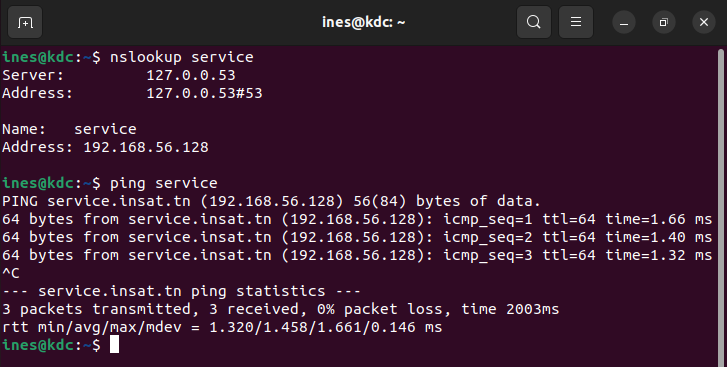 ines@kdc: ~
ines@kdc:~$ nslookup service
Server:         127.0.0.53
Address:        127.0.0.53#53

Name:   service
Address: 192.168.56.128

ines@kdc:~$ ping service
PING service.insat.tn (192.168.56.128) 56(84) bytes of data.
64 bytes from service.insat.tn (192.168.56.128): icmp_seq=1 ttl=64 time=1.66 ms
64 bytes from service.insat.tn (192.168.56.128): icmp_seq=2 ttl=64 time=1.40 ms
64 bytes from service.insat.tn (192.168.56.128): icmp_seq=3 ttl=64 time=1.32 ms
^C
--- service.insat.tn ping statistics ---
3 packets transmitted, 3 received, 0% packet loss, time 2003ms
rtt min/avg/max/mdev = 1.320/1.458/1.661/0.146 ms
ines@kdc:~$